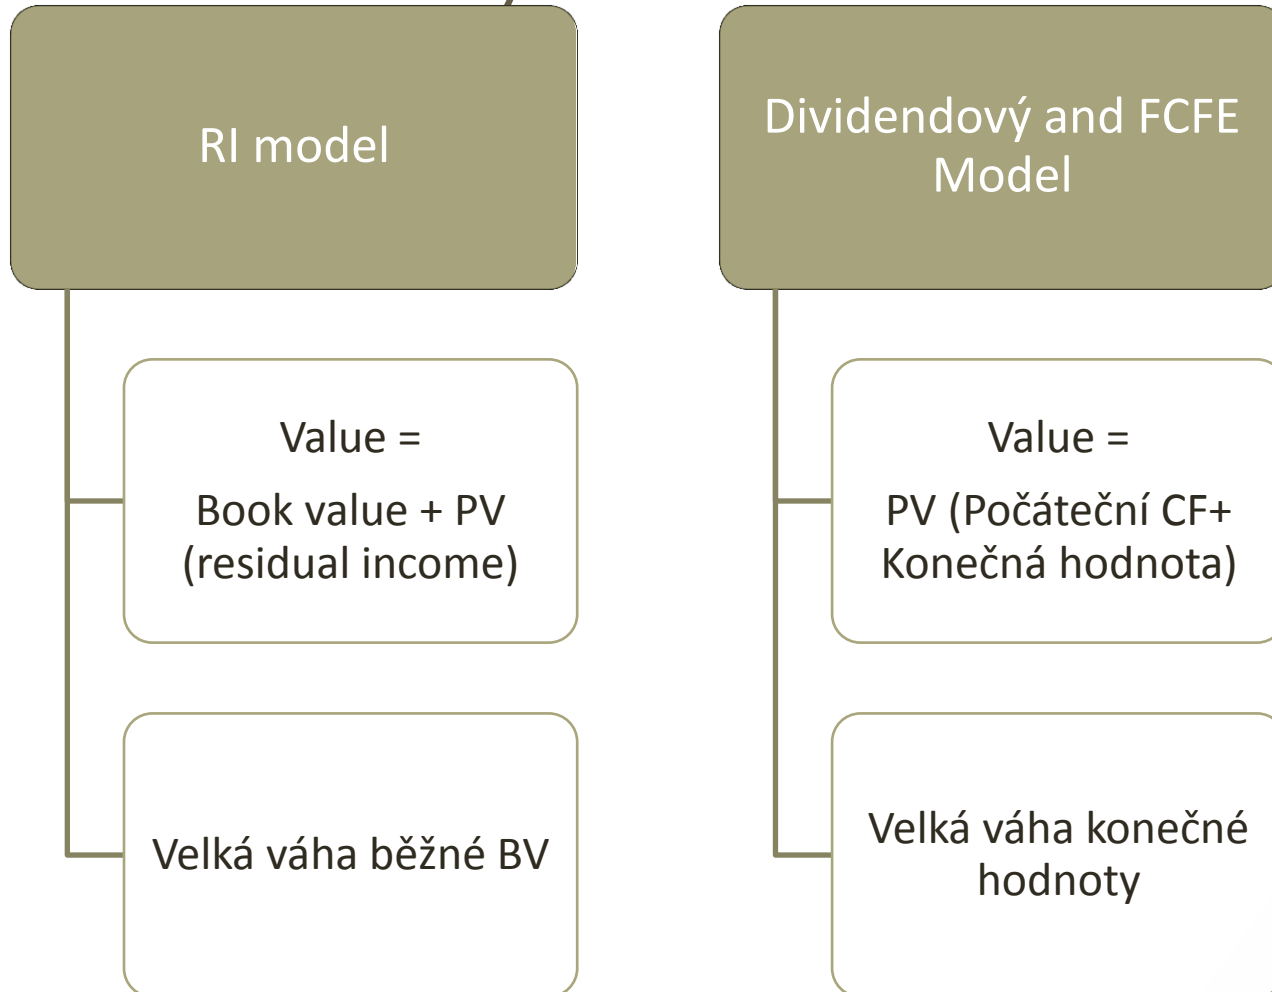 RI model
Value =
Book value + PV
(residual income)
Velká váha běžné BV
Dividendový and FCFE
Model
Value =
PV (Počáteční CF+
Konečná hodnota)
Velká váha konečné
hodnoty